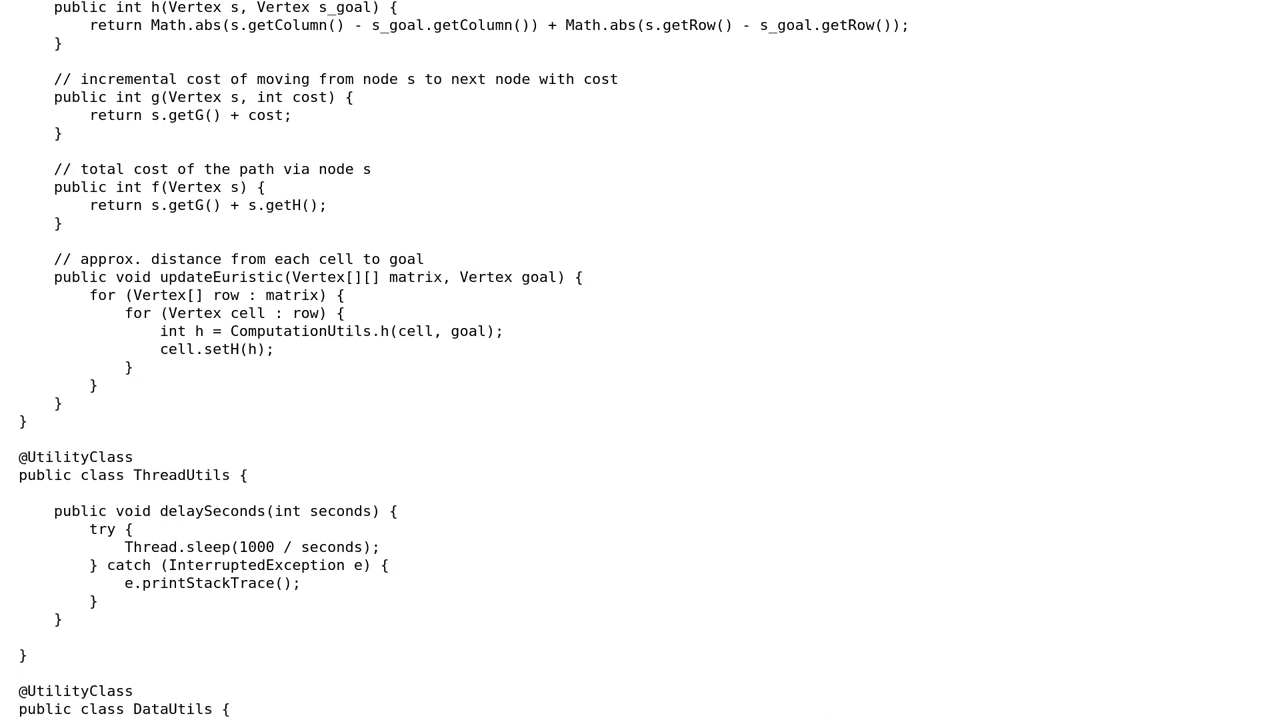 public int h(Vertex s, Vertex s_goal) {
        return Math.abs(s.getColumn() - s_goal.getColumn()) + Math.abs(s.getRow() - s_goal.getRow());
    }

    // incremental cost of moving from node s to next node with cost
    public int g(Vertex s, int cost) {
        return s.getG() + cost;
    }

    // total cost of the path via node s
    public int f(Vertex s) {
        return s.getG() + s.getH();
    }

    // approx. distance from each cell to goal
    public void updateEuristic(Vertex[][] matrix, Vertex goal) {
        for (Vertex[] row : matrix) {
            for (Vertex cell : row) {
                int h = ComputationUtils.h(cell, goal);
                cell.setH(h);
            }
        }
    }
}

@UtilityClass
public class ThreadUtils {

    public void delaySeconds(int seconds) {
        try {
            Thread.sleep(1000 / seconds);
        } catch (InterruptedException e) {
            e.printStackTrace();
        }
    }

}

@UtilityClass
public class DataUtils {